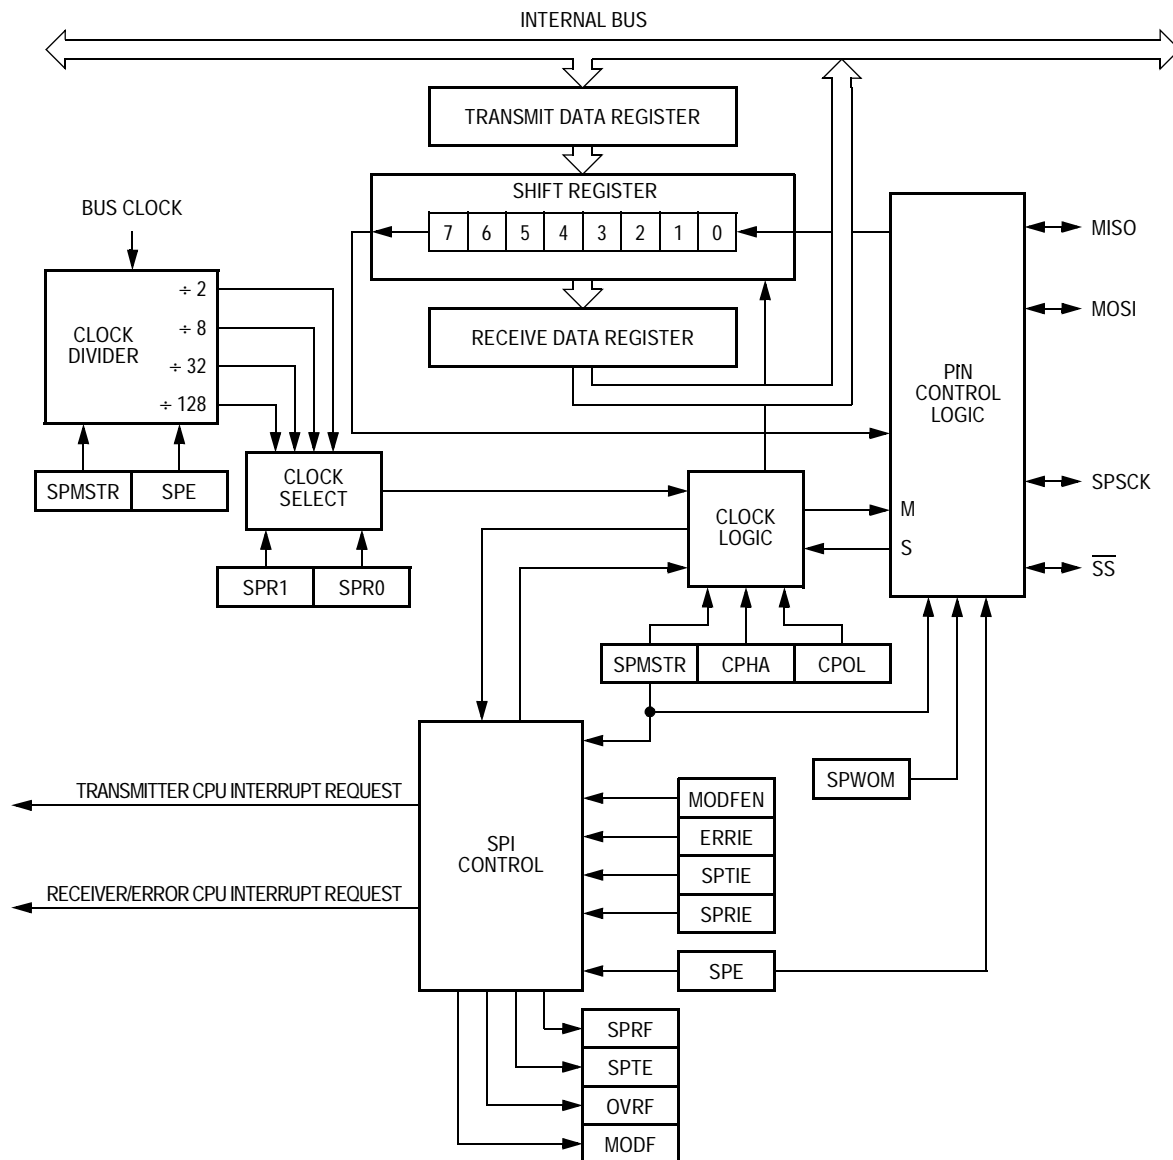 INTERNAL BUS
TRANSMIT DATA REGISTER
SHIFT REGISTER
7 6 5 4 3 2 1 0
RECEIVE DATA REGISTER
BUS CLOCK
CLOCK
DIVIDER
÷ 2
÷ 8
÷ 32
÷ 128
SPMSTR SPE
CLOCK
SELECT
SPR1 SPR0
PIN
CONTROL
LOGIC
M
S
MISO
MOSI
SPSCK
SS
CLOCK
LOGIC
SPMSTR CPHA CPOL
SPWOM
TRANSMITTER CPU INTERRUPT REQUEST
RECEIVER/ERROR CPU INTERRUPT REQUEST
SPI
CONTROL
MODFEN
ERRIE
SPTIE
SPRIE
SPE
SPRF
SPTE
OVRF
MODF